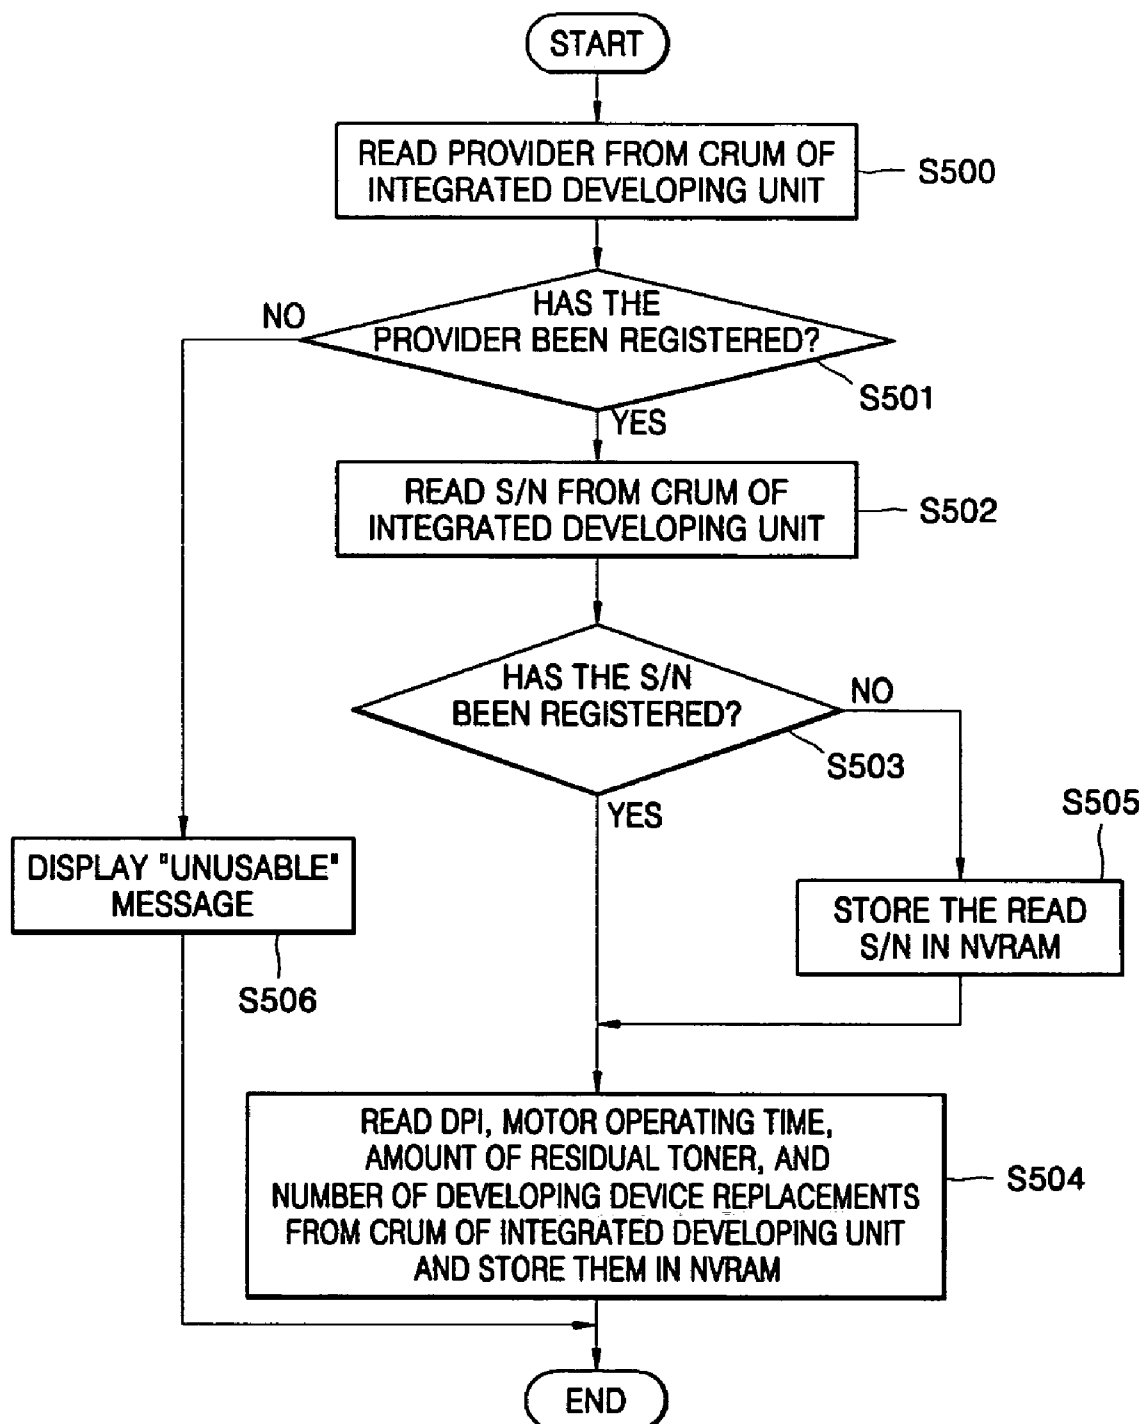 START
READ PROVIDER FROM CRUM OF
INTEGRATED DEVELOPING UNIT
S500
HAS THE
PROVIDER BEEN REGISTERED?
NO
S501
YES
READ S/N FROM CRUM OF
INTEGRATED DEVELOPING UNIT
S502
HAS THE S/N
BEEN REGISTERED?
NO
S503
YES
S505
STORE THE READ
S/N IN NVRAM
DISPLAY "UNUSABLE"
MESSAGE
S506
READ DPI, MOTOR OPERATING TIME,
AMOUNT OF RESIDUAL TONER, AND
NUMBER OF DEVELOPING DEVICE REPLACEMENTS
FROM CRUM OF INTEGRATED DEVELOPING UNIT
AND STORE THEM IN NVRAM
S504
END